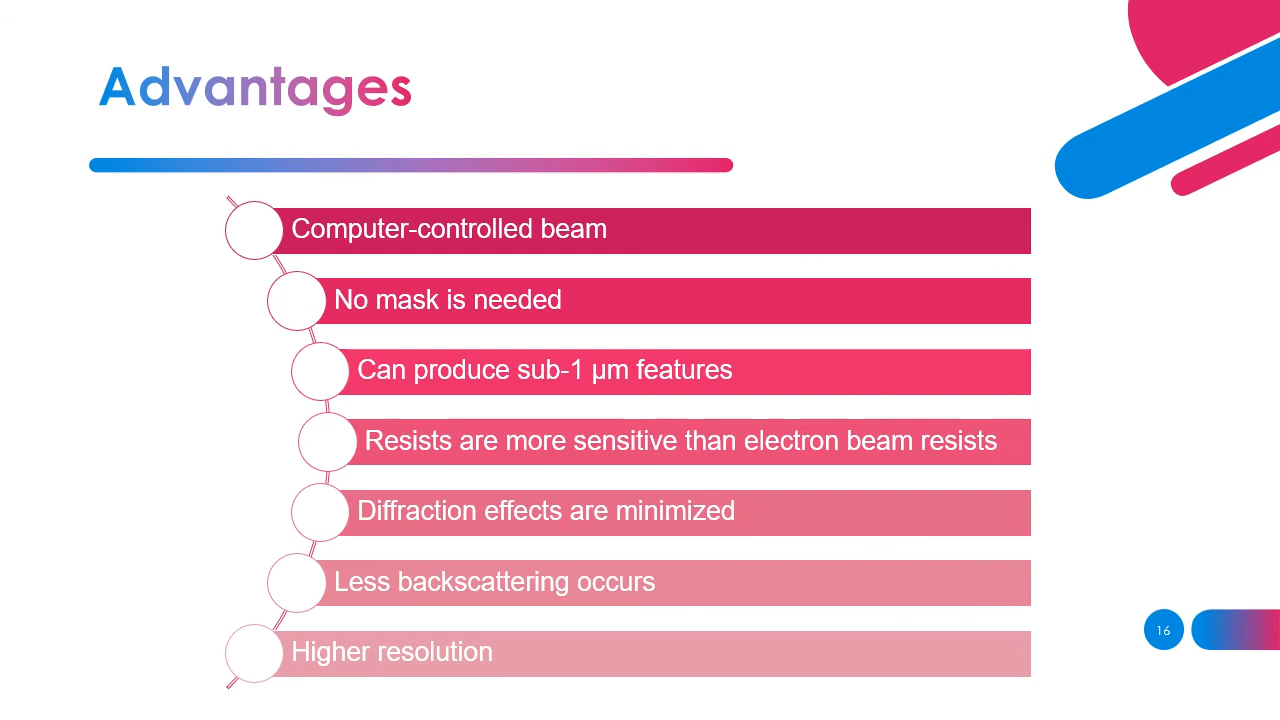 Advantages
Computer-controlled beam
No mask is needed
Can produce sub-1 µm features
Resists are more sensitive than electron beam resists
Diffraction effects are minimized
Less backscattering occurs
Higher resolution
16